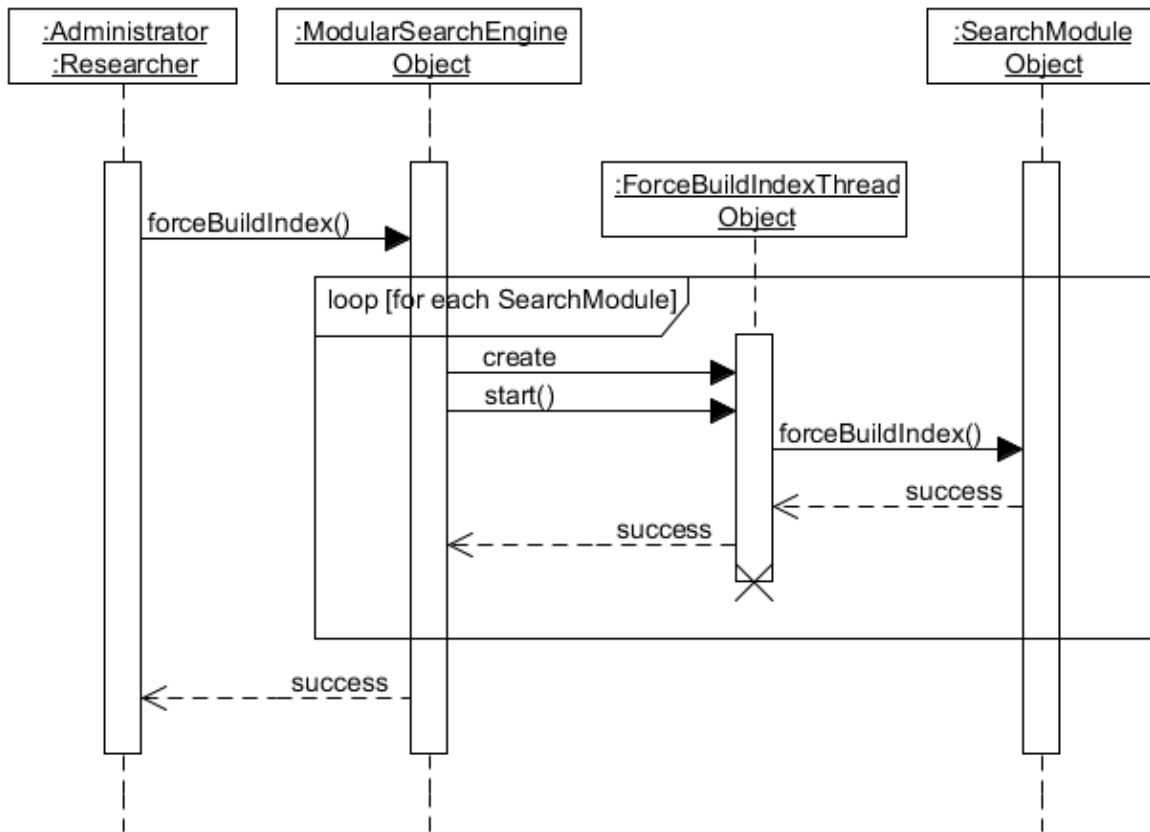 :Administrator
:Researcher
:ModularSearchEngine
Object
:SearchModule
Object
:ForceBuildIndexThread
Object
forceBuildIndex()
loop [for each SearchModule]
create
start()
forceBuildIndex()
success
success
success